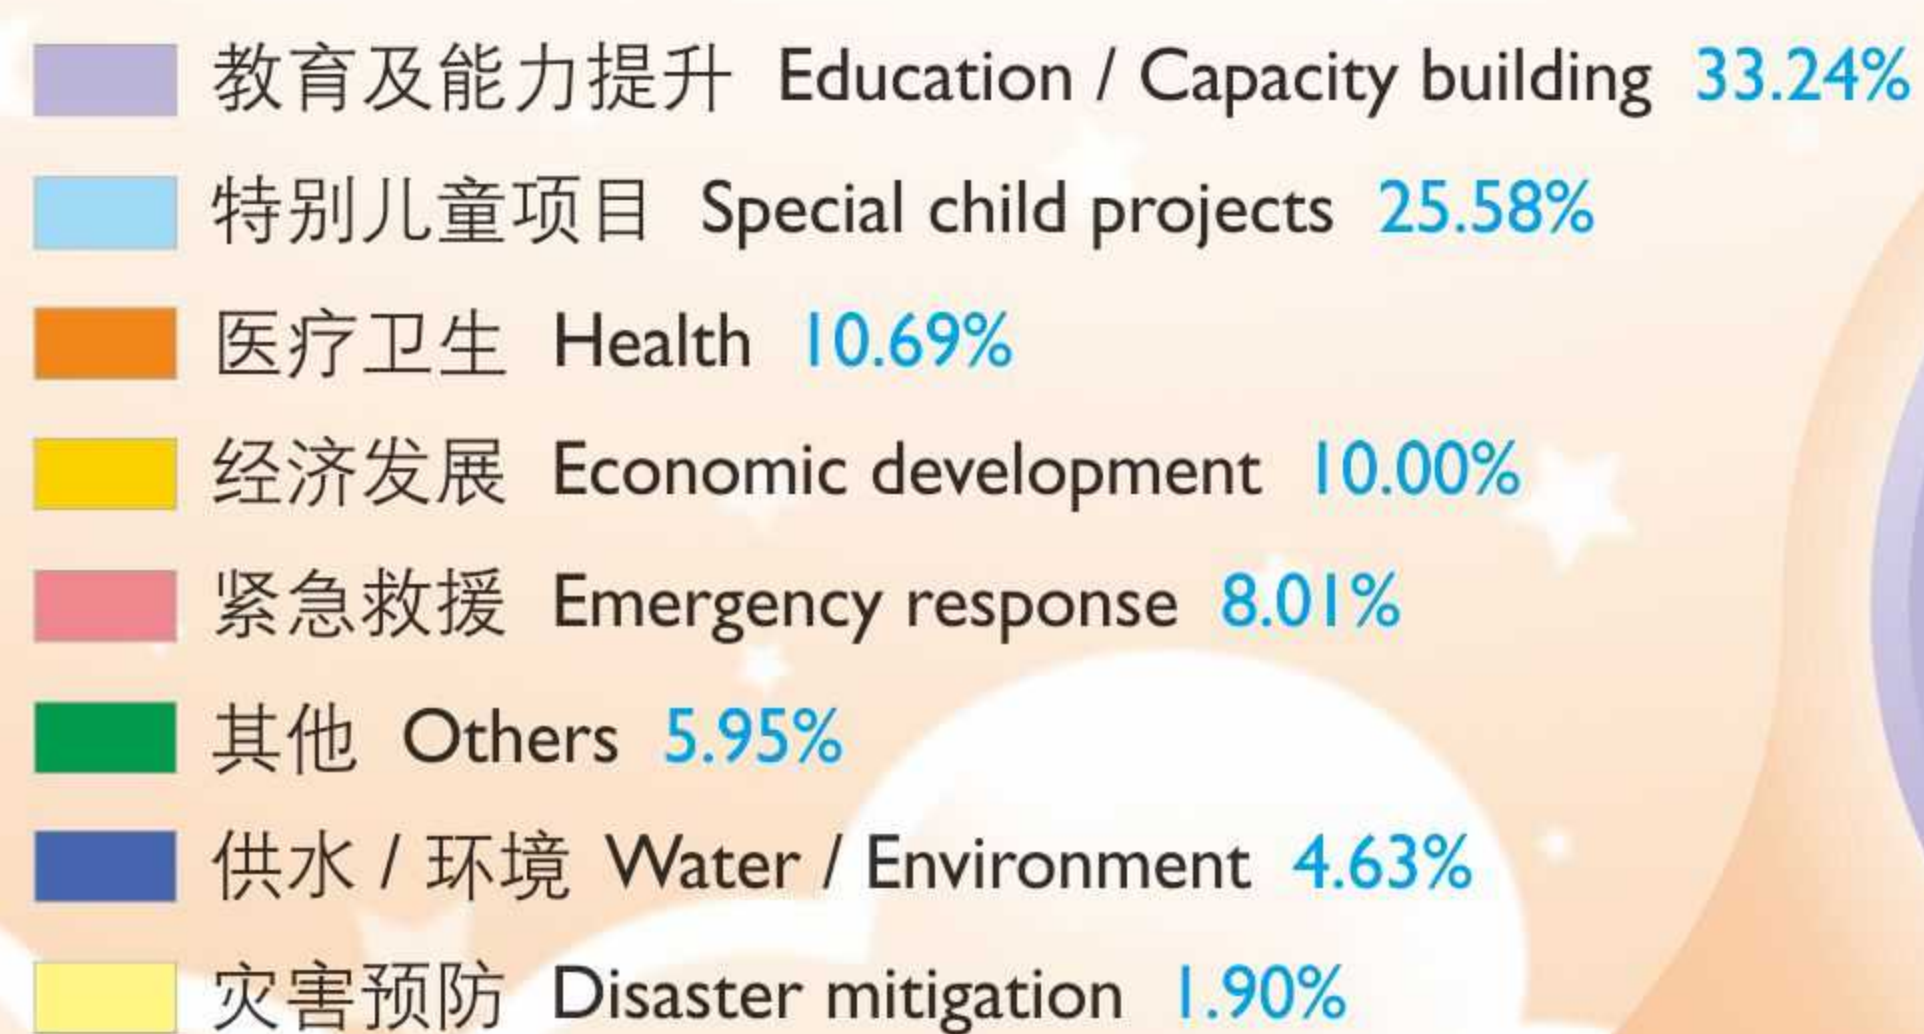 教育及能力提升 Education / Capacity building 33.24%
特别儿童项目 Special child projects 25.58%
医疗卫生 Health 10.69%
经济发展 Economic development 10.00%
紧急救援 Emergency response 8.01%
其他 Others 5.95%
供水 / 环境 Water / Environment 4.63%
灾害预防 Disaster mitigation 1.90%